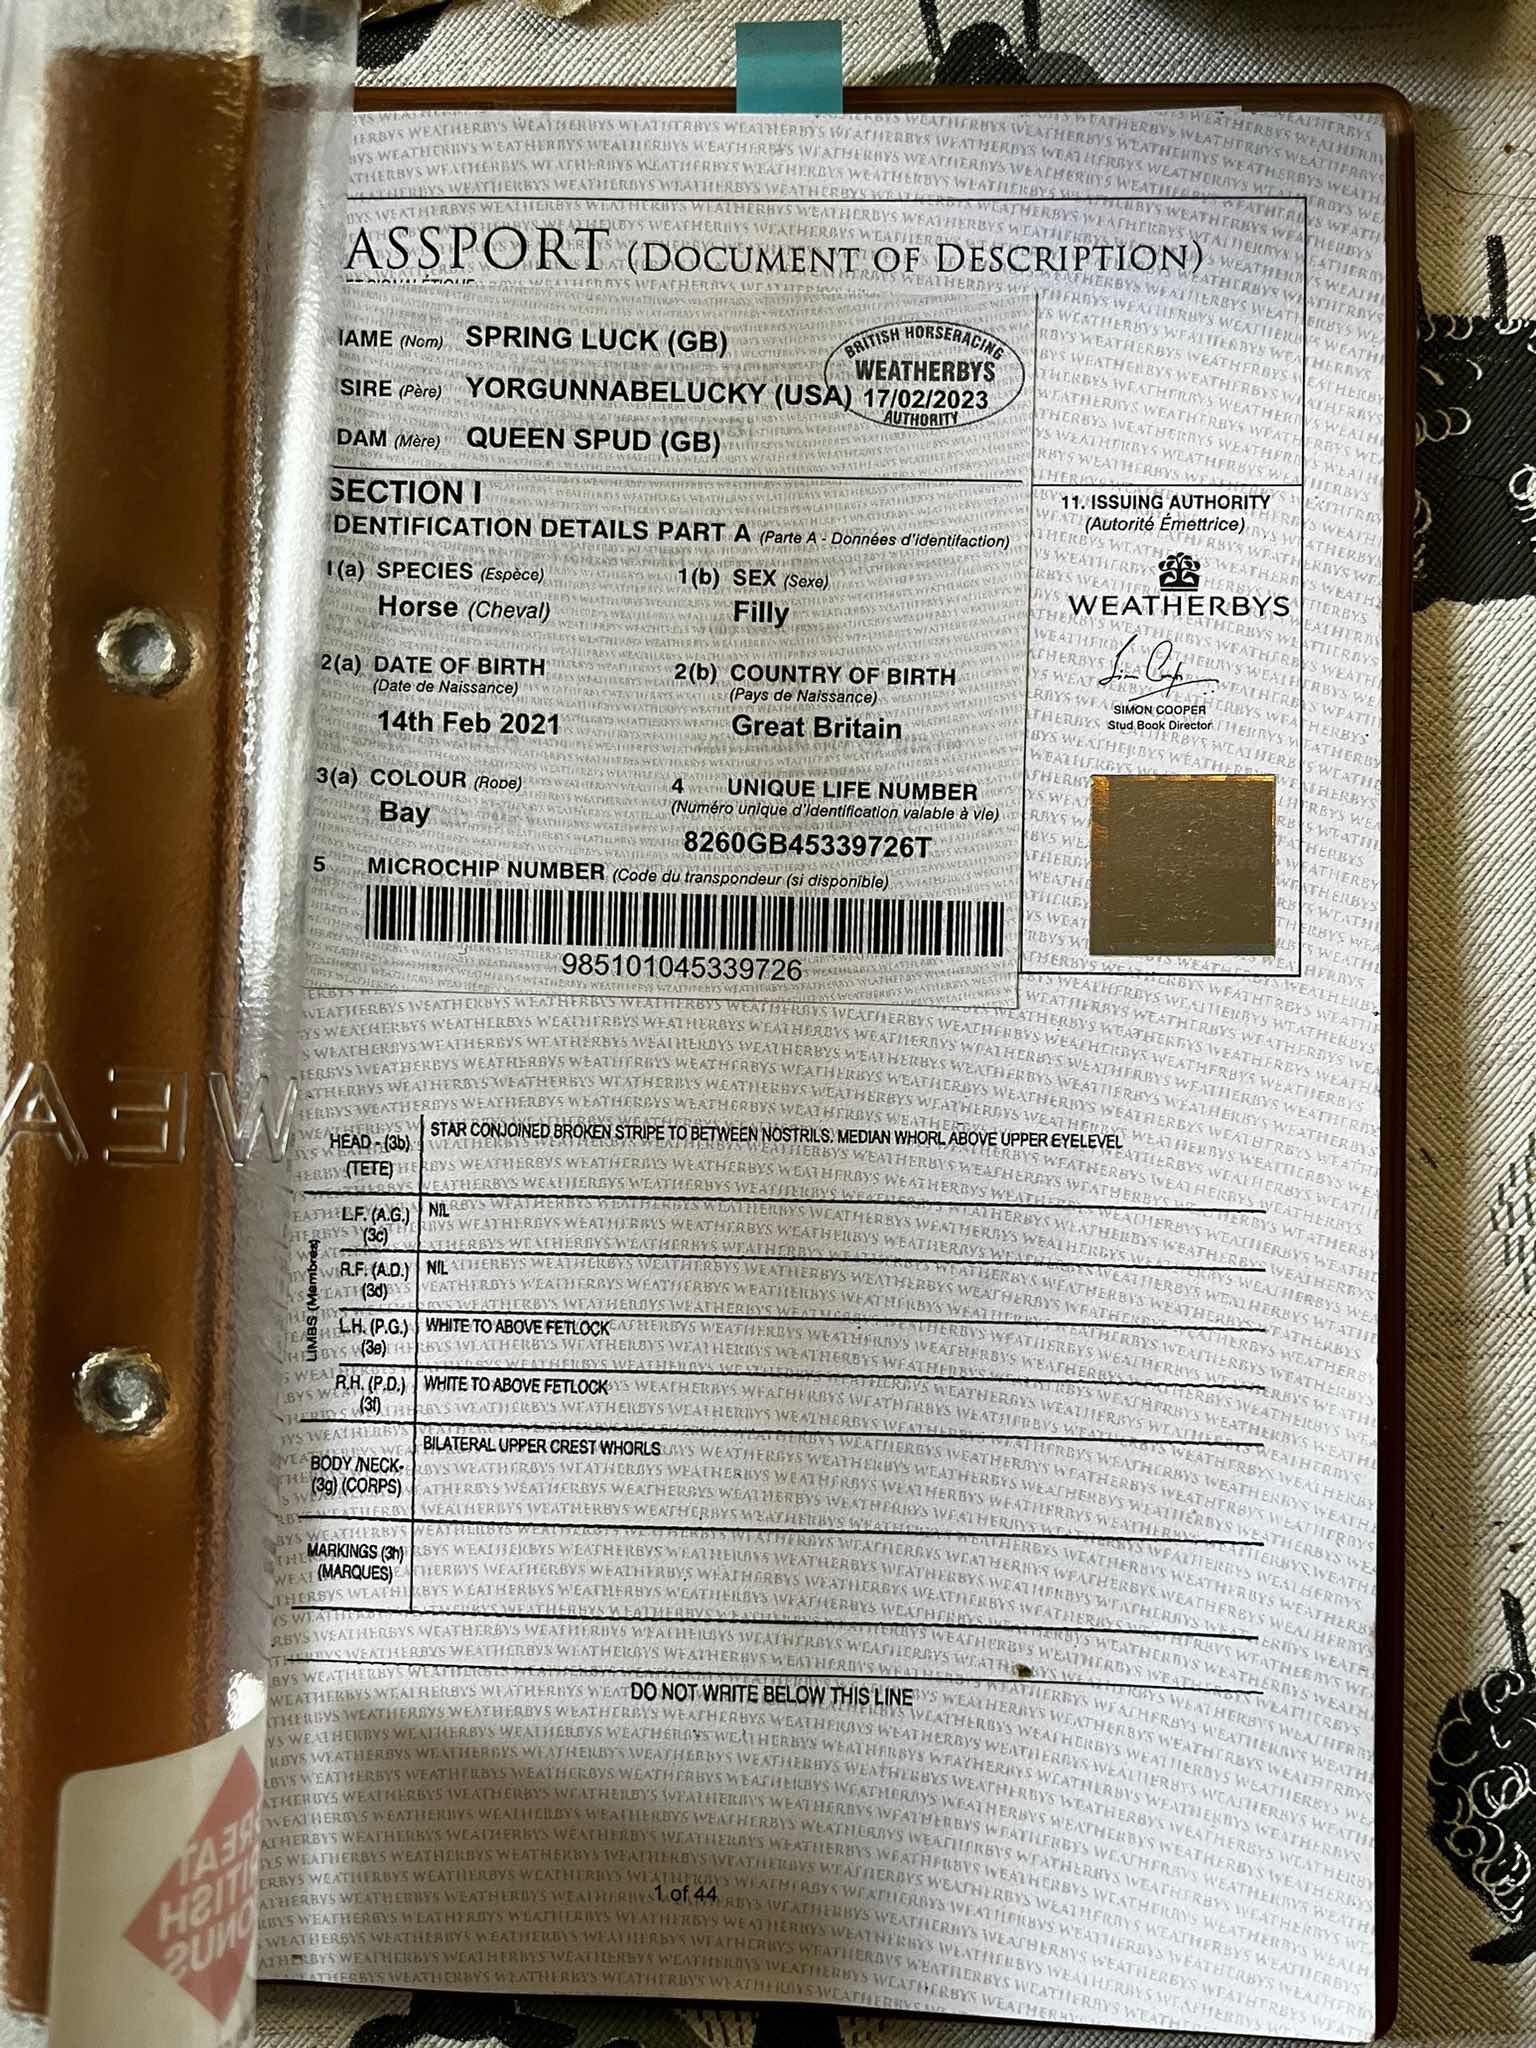 ASSPORT (DOCUMENT OF DESCRIPTION)
IAME (Nom) SPRING LUCK (GB)
SIRE (Père) YORGUNNABELUCKY (USA)
DAM (Mère) QUEEN SPUD (GB)
BRITISH HORSERACING
WEATHERBYS
17/02/2023
AUTHORITY
SECTION I
DENTIFICATION DETAILS PART A (Parte A - Données d'identifaction)
1(a) SPECIES (Espèce) 1(b) SEX (Sexe)
Horse (Cheval) Filly
2(a) DATE OF BIRTH 2(b) COUNTRY OF BIRTH
(Date de Naissance) (Pays de Naissance)
14th Feb 2021 Great Britain
3(a) COLOUR (Robe) 4 UNIQUE LIFE NUMBER
(Numéro unique d'identification valable à vie)
Bay 8260GB45339726T
5 MICROCHIP NUMBER (Code du transpondeur (si disponible)
985101045339726
11. ISSUING AUTHORITY
(Autorité Émettrice)
WEATHERBYS
SIMON COOPER
Stud Book Director
HEAD - (3b) STAR CONJOINED BROKEN STRIPE TO BETWEEN NOSTRILS. MEDIAN WHORL ABOVE UPPER EYELEVEL
(TETE)
LIMBS (Membres)
L.F. (A.G.) NIL
(3c)
R.F. (A.D.) NIL
(3d)
L.H. (P.G.) WHITE TO ABOVE FETLOCK
(3e)
R.H. (P.D.) WHITE TO ABOVE FETLOCK
(3f)
BODY /NECK- BILATERAL UPPER CREST WHORLS
(3g) (CORPS)
MARKINGS (3h)
(MARQUES)
DO NOT WRITE BELOW THIS LINE
1 of 44